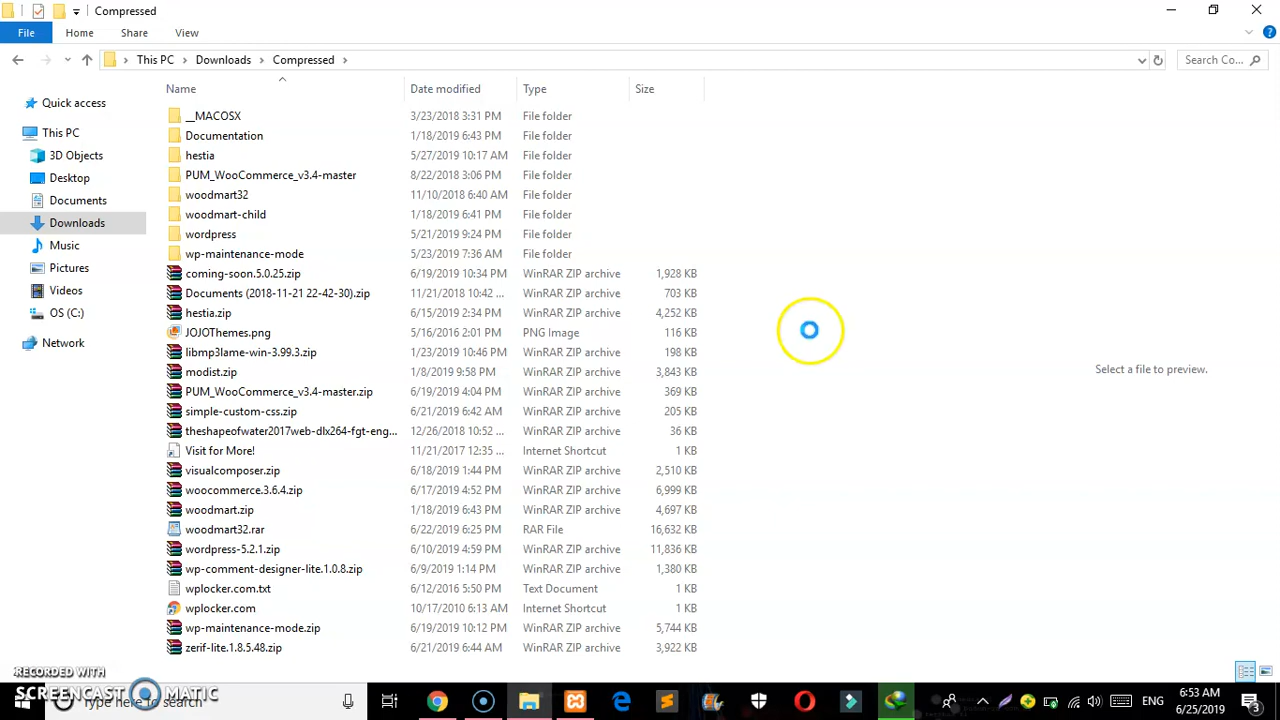 Compressed
File Home Share View
This PC Downloads Compressed Search Co...
Name Date modified Type Size
Quick access
This PC
3D Objects
Desktop
Documents
Downloads
Music
Pictures
Videos
OS (C:)
Network
__MACOSX 3/23/2018 3:31 PM File folder
Documentation 1/18/2019 6:43 PM File folder
hestia 5/27/2019 10:17 AM File folder
PUM_WooCommerce_v3.4-master 8/22/2018 3:06 PM File folder
woodmart32 11/10/2018 6:40 AM File folder
woodmart-child 1/18/2019 6:41 PM File folder
wordpress 5/21/2019 9:24 PM File folder
wp-maintenance-mode 5/23/2019 7:36 AM File folder
coming-soon.5.0.25.zip 6/19/2019 10:34 PM WinRAR ZIP archive 1,928 KB
Documents (2018-11-21 22-42-30).zip 11/21/2018 10:42 ... WinRAR ZIP archive 703 KB
hestia.zip 6/15/2019 2:34 PM WinRAR ZIP archive 4,252 KB
JOJOThemes.png 5/16/2016 2:01 PM PNG Image 116 KB
libmp3lame-win-3.99.3.zip 1/23/2019 10:46 PM WinRAR ZIP archive 198 KB
modist.zip 1/8/2019 9:58 PM WinRAR ZIP archive 3,843 KB
PUM_WooCommerce_v3.4-master.zip 6/19/2019 4:04 PM WinRAR ZIP archive 369 KB
simple-custom-css.zip 6/21/2019 6:42 AM WinRAR ZIP archive 205 KB
theshapeofwater2017web-dlx264-fgt-eng... 12/26/2018 10:52 ... WinRAR ZIP archive 36 KB
Visit for More! 11/21/2017 12:35 ... Internet Shortcut 1 KB
visualcomposer.zip 6/18/2019 1:44 PM WinRAR ZIP archive 2,510 KB
woocommerce.3.6.4.zip 6/17/2019 4:52 PM WinRAR ZIP archive 6,999 KB
woodmart.zip 1/18/2019 6:43 PM WinRAR ZIP archive 4,697 KB
woodmart32.rar 6/22/2019 6:25 PM RAR File 16,632 KB
wordpress-5.2.1.zip 6/10/2019 4:59 PM WinRAR ZIP archive 11,836 KB
wp-comment-designer-lite.1.0.8.zip 6/9/2019 1:14 PM WinRAR ZIP archive 1,380 KB
wplocker.com.txt 6/12/2016 5:50 PM Text Document 1 KB
wplocker.com 10/17/2010 6:13 AM Internet Shortcut 1 KB
wp-maintenance-mode.zip 6/19/2019 10:12 PM WinRAR ZIP archive 5,744 KB
zerif-lite.1.8.5.48.zip 6/21/2019 6:44 AM WinRAR ZIP archive 3,922 KB
Select a file to preview.
RECORDED WITH
SCREENCAST MATIC
Type here to search
ENG
6:53 AM
6/25/2019
3